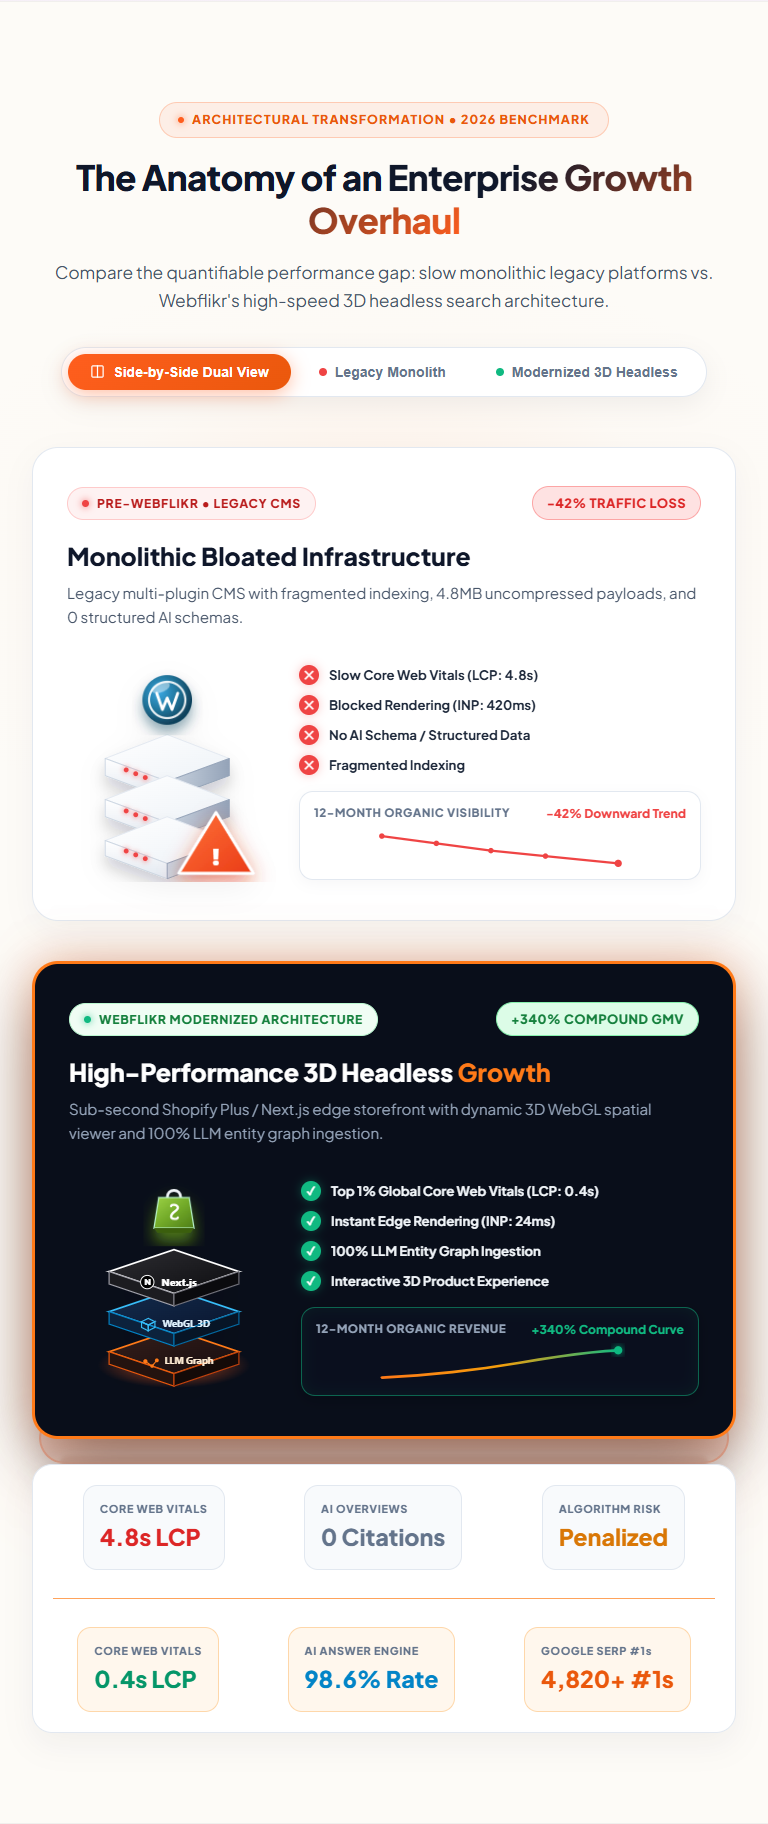 ARCHITECTURAL TRANSFORMATION ● 2026 BENCHMARK
The Anatomy of an Enterprise Growth
Overhaul
Compare the quantifiable performance gap: slow monolithic legacy platforms vs.
Webflikr's high-speed 3D headless search architecture.
Side-by-Side Dual View
Legacy Monolith
Modernized 3D Headless
PRE-WEBFLIKR ● LEGACY CMS
-42% TRAFFIC LOSS
Monolithic Bloated Infrastructure
Legacy multi-plugin CMS with fragmented indexing, 4.8MB uncompressed payloads, and
0 structured AI schemas.
W
!
Slow Core Web Vitals (LCP: 4.8s)
Blocked Rendering (INP: 420ms)
No AI Schema / Structured Data
Fragmented Indexing
12-MONTH ORGANIC VISIBILITY
-42% Downward Trend
WEBFLIKR MODERNIZED ARCHITECTURE
+340% COMPOUND GMV
High-Performance 3D Headless Growth
Sub-second Shopify Plus / Next.js edge storefront with dynamic 3D WebGL spatial
viewer and 100% LLM entity graph ingestion.
S
N Next.js
WebGL 3D
LLM Graph
Top 1% Global Core Web Vitals (LCP: 0.4s)
Instant Edge Rendering (INP: 24ms)
100% LLM Entity Graph Ingestion
Interactive 3D Product Experience
12-MONTH ORGANIC REVENUE
+340% Compound Curve
CORE WEB VITALS
4.8s LCP
AI OVERVIEWS
0 Citations
ALGORITHM RISK
Penalized
CORE WEB VITALS
0.4s LCP
AI ANSWER ENGINE
98.6% Rate
GOOGLE SERP #1s
4,820+ #1s